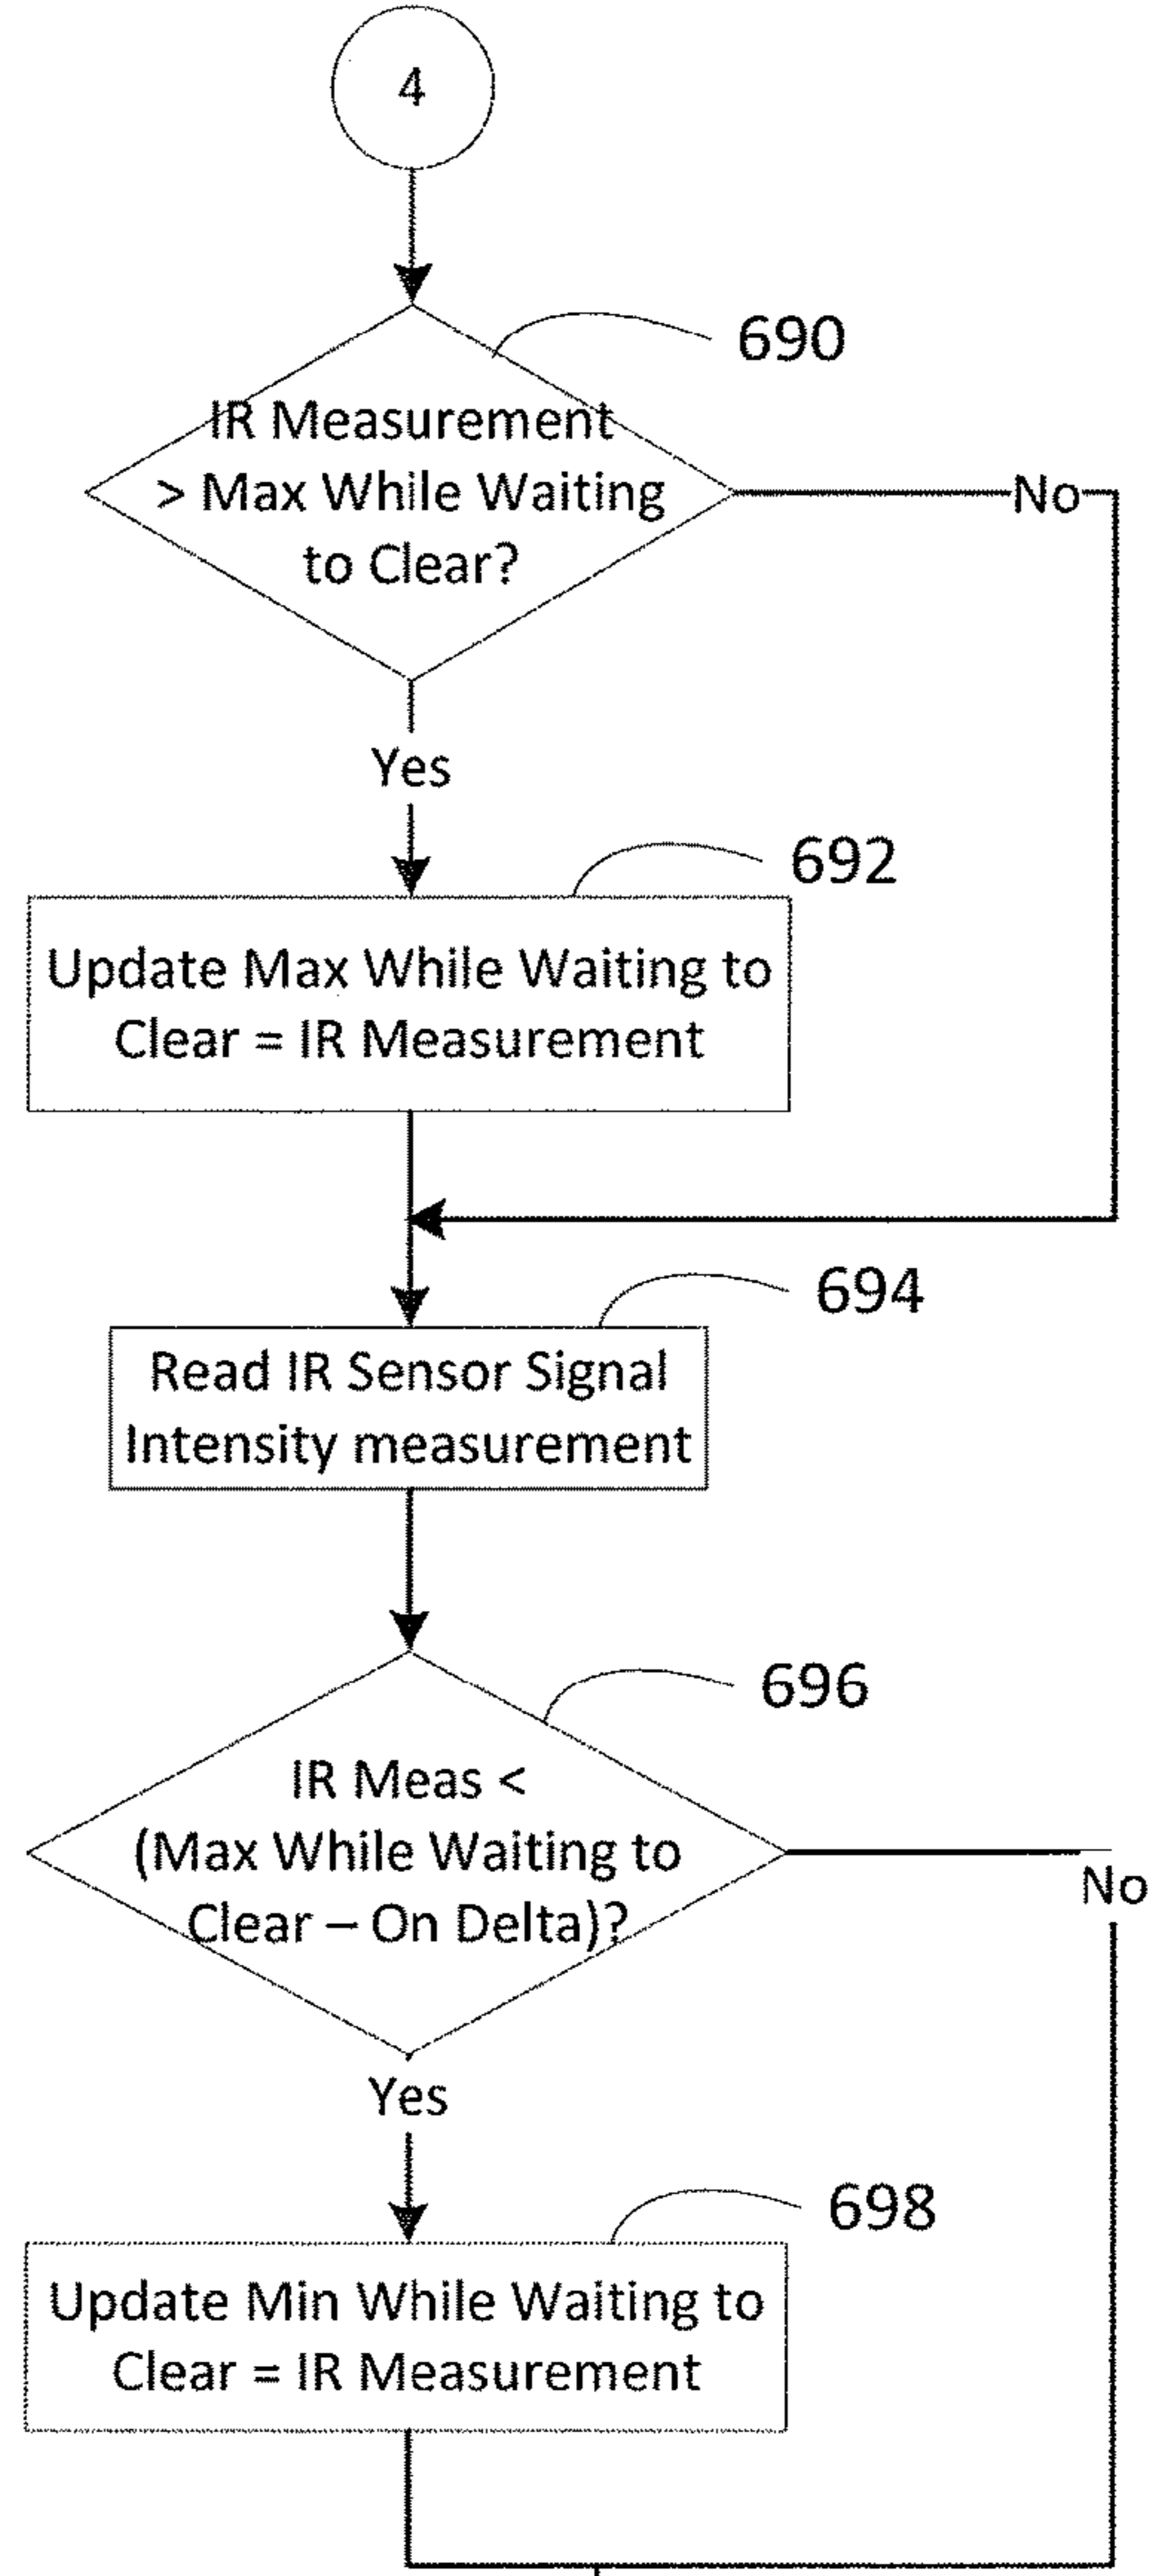 4
690
IR Measurement
> Max While Waiting
to Clear?
No
Yes
692
Update Max While Waiting to
Clear = IR Measurement
694
Read IR Sensor Signal
Intensity measurement
696
IR Meas <
(Max While Waiting to
Clear – On Delta)?
No
Yes
698
Update Min While Waiting to
Clear = IR Measurement